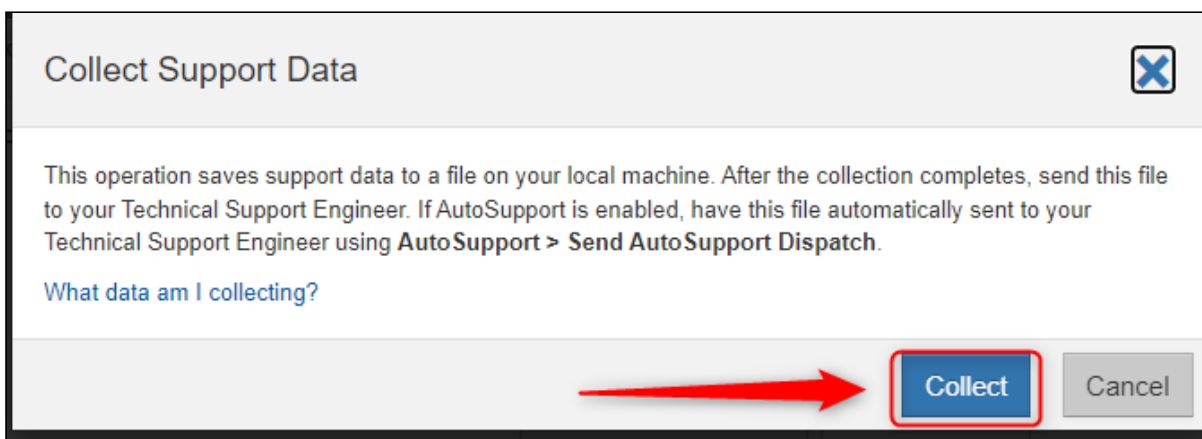 Collect Support Data
This operation saves support data to a file on your local machine. After the collection completes, send this file
to your Technical Support Engineer. If AutoSupport is enabled, have this file automatically sent to your
Technical Support Engineer using AutoSupport > Send AutoSupport Dispatch.
What data am I collecting?
Collect Cancel